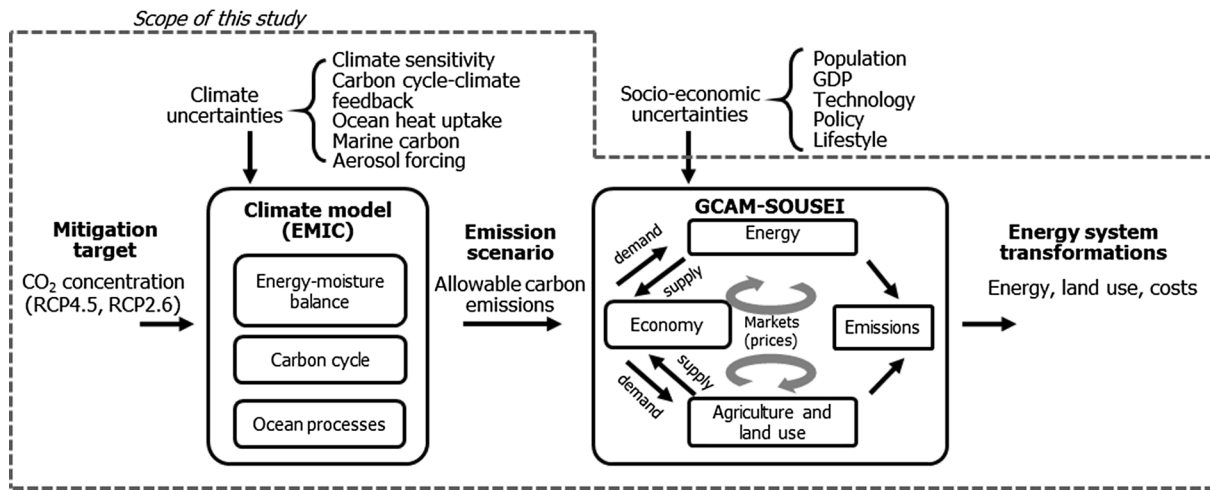 Scope of this study
Climate
uncertainties
Climate sensitivity
Carbon cycle-climate
feedback
Ocean heat uptake
Marine carbon
Aerosol forcing
Socio-economic
uncertainties
Population
GDP
Technology
Policy
Lifestyle
Mitigation
target
CO₂ concentration
(RCP4.5, RCP2.6)
Climate model
(EMIC)
Energy-moisture
balance
Carbon cycle
Ocean processes
Emission
scenario
Allowable carbon
emissions
GCAM-SOUSEI
demand
Energy
supply
Economy
Markets
(prices)
Emissions
supply
demand
Agriculture and
land use
Energy system
transformations
Energy, land use, costs